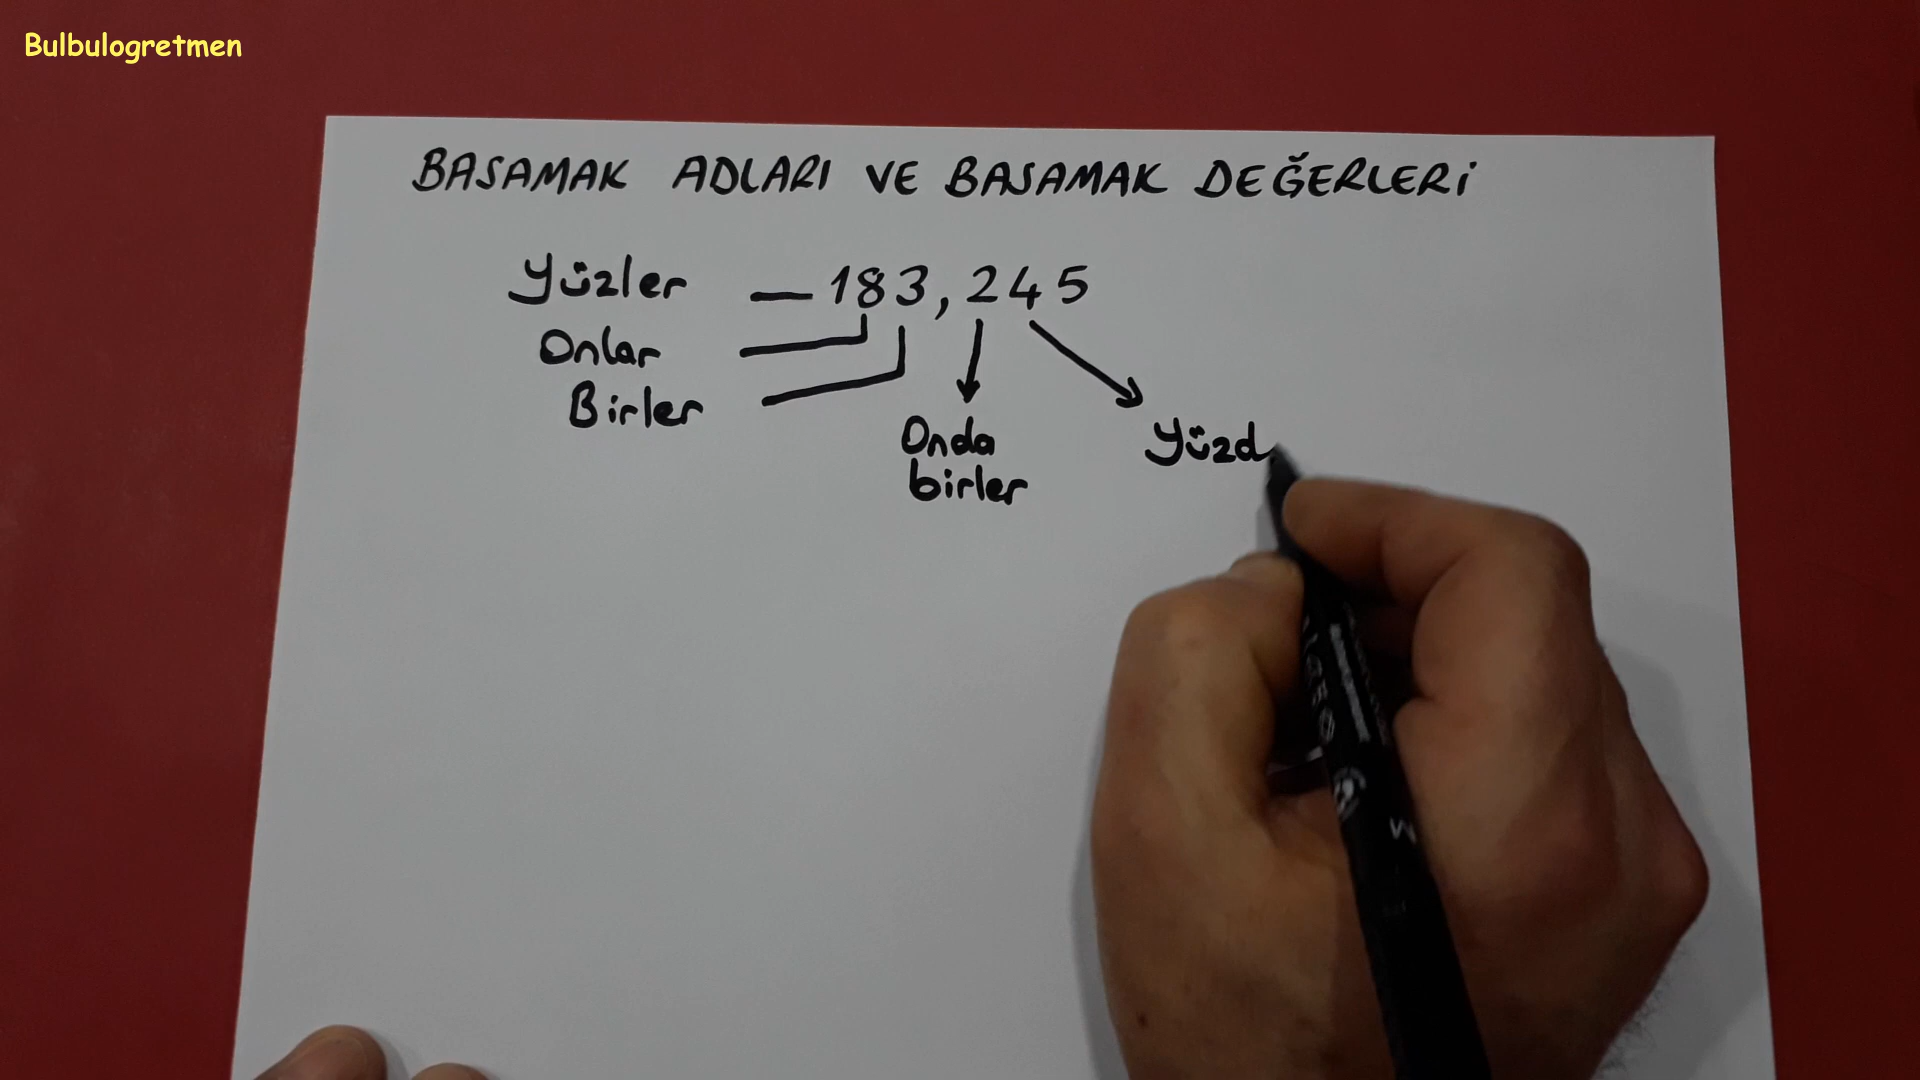 Bulbulogretmen
BASAMAK ADLARI VE BASAMAK DEĞERLERİ
Yüzler — 183,245
Onlar
Birler
Onda
birler
Yüzd